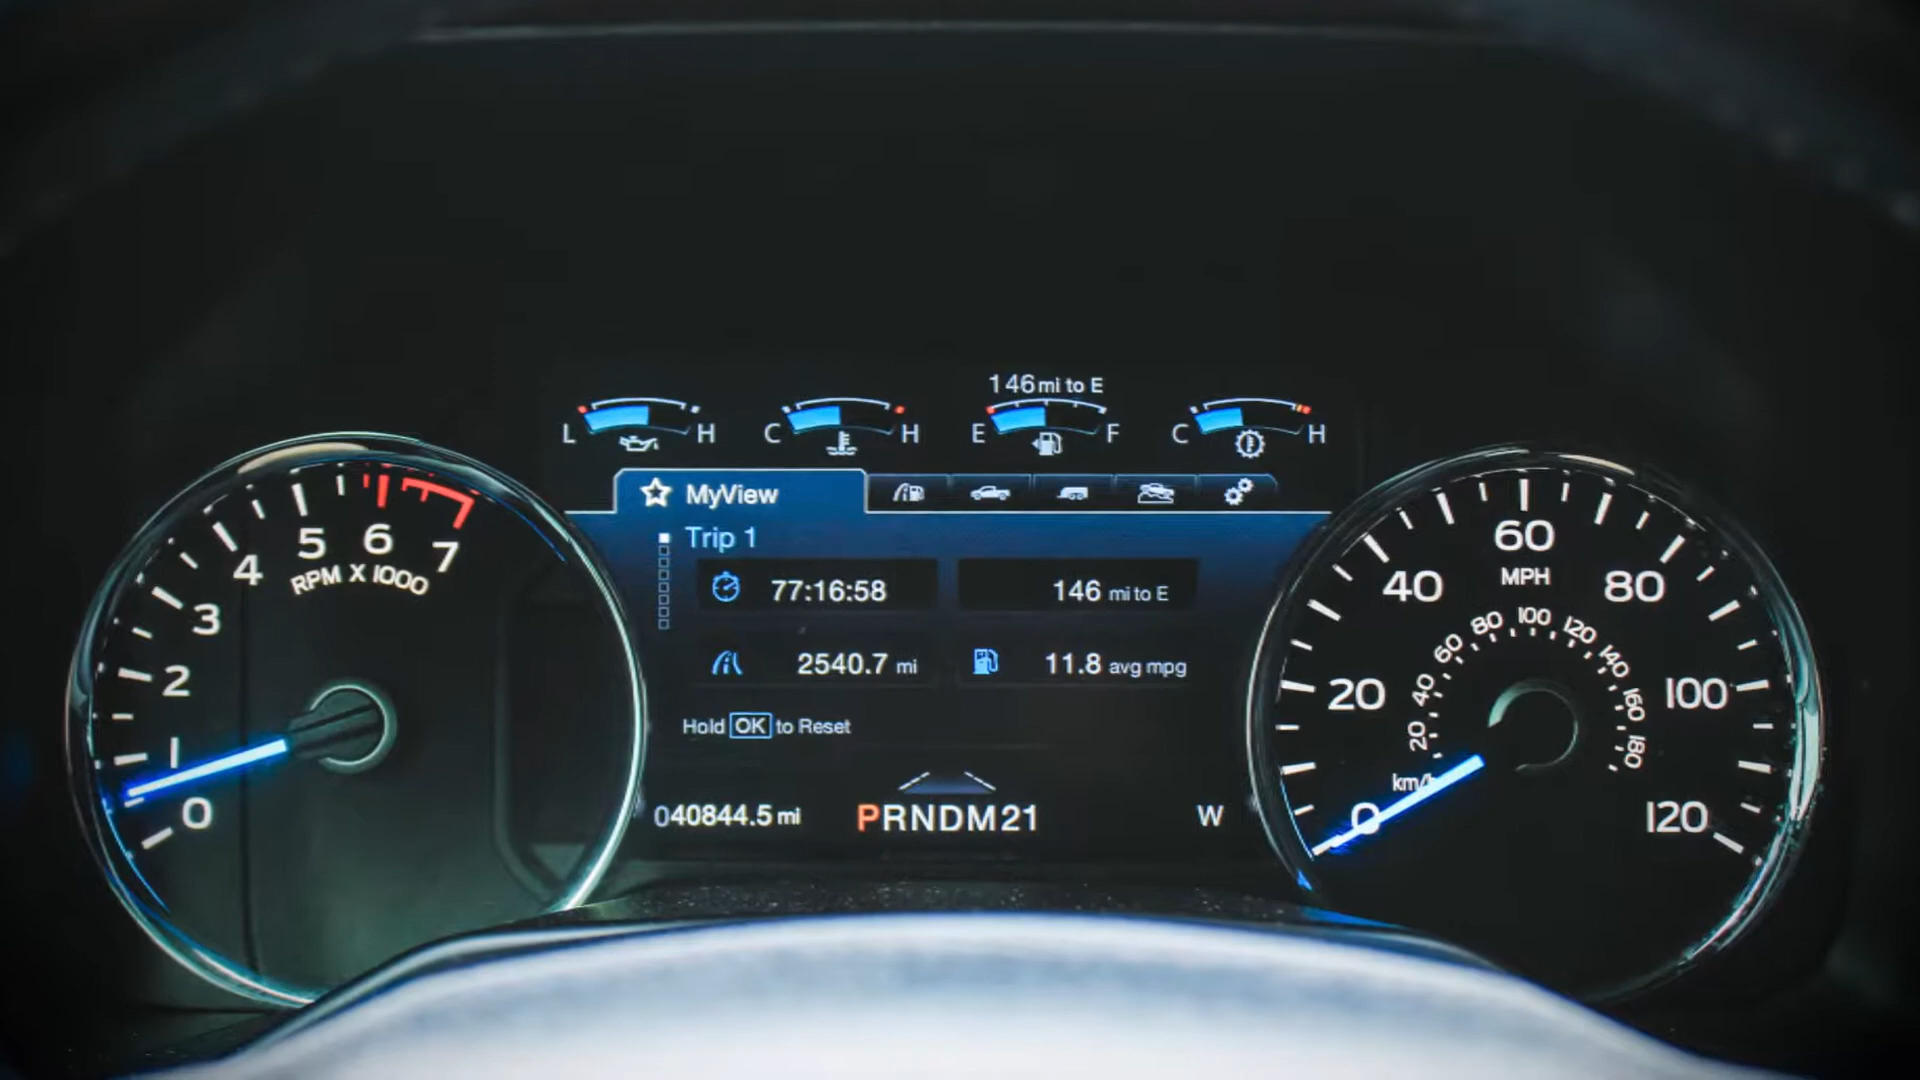 146 mi to E
L H C H E F C H
MyView
Trip 1
77:16:58
146 mi to E
2540.7 mi
11.8 avg mpg
Hold OK to Reset
040844.5 mi
PRNDM21
W
0 1 2 3 4 5 6 7
RPM X 1000
0 20 40 60 80 100 120
MPH
20 40 60 80 100 120 140 160 180
km/h